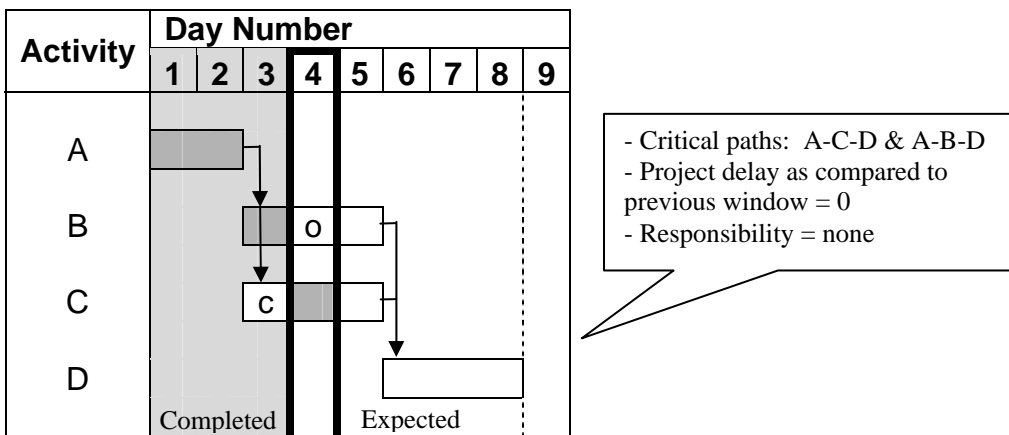 Activity
Day Number
1 2 3 4 5 6 7 8 9
A
B
o
C
c
D
Completed
Expected
- Critical paths: A-C-D & A-B-D
- Project delay as compared to
previous window = 0
- Responsibility = none